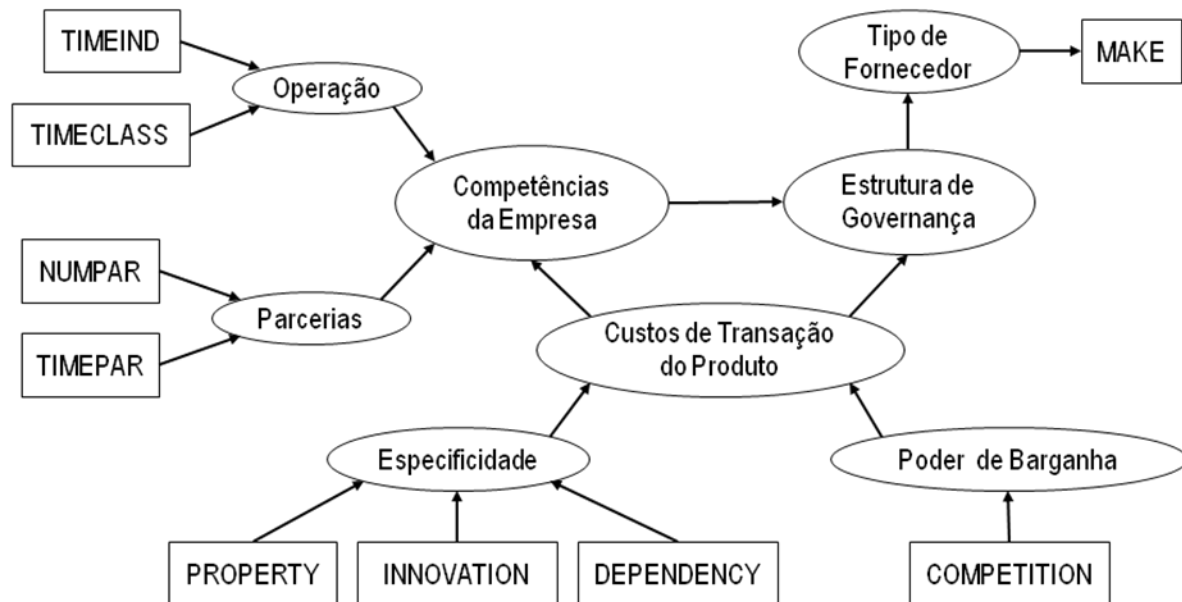 TIMEIND
Operação
TIMECLASS
Tipo de
Fornecedor
MAKE
Competências
da Empresa
Estrutura de
Governança
NUMPAR
Parcerias
TIMEPAR
Custos de Transação
do Produto
Especificidade
Poder de Barganha
PROPERTY
INNOVATION
DEPENDENCY
COMPETITION